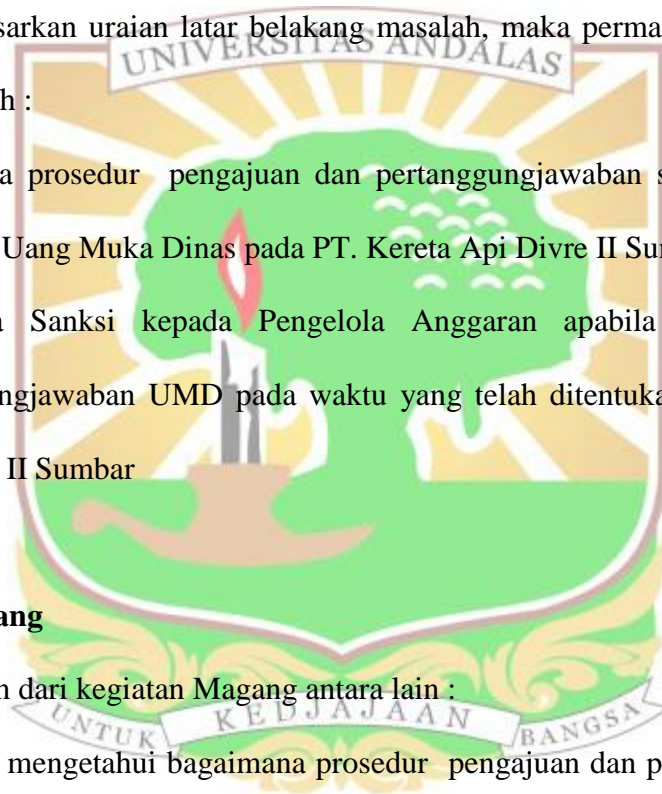 sarkan uraian latar belakang masalah, maka perma
UNIVERSITAS ANDALAS
h :
a prosedur pengajuan dan pertanggungjawaban s
Uang Muka Dinas pada PT. Kereta Api Divre II Su
a Sanksi kepada Pengelola Anggaran apabila
ngjawaban UMD pada waktu yang telah ditentuka
II Sumbar
ang
n dari kegiatan Magang antara lain :
UNTUK KEDJAJAAN BANGSA
mengetahui bagaimana prosedur pengajuan dan p